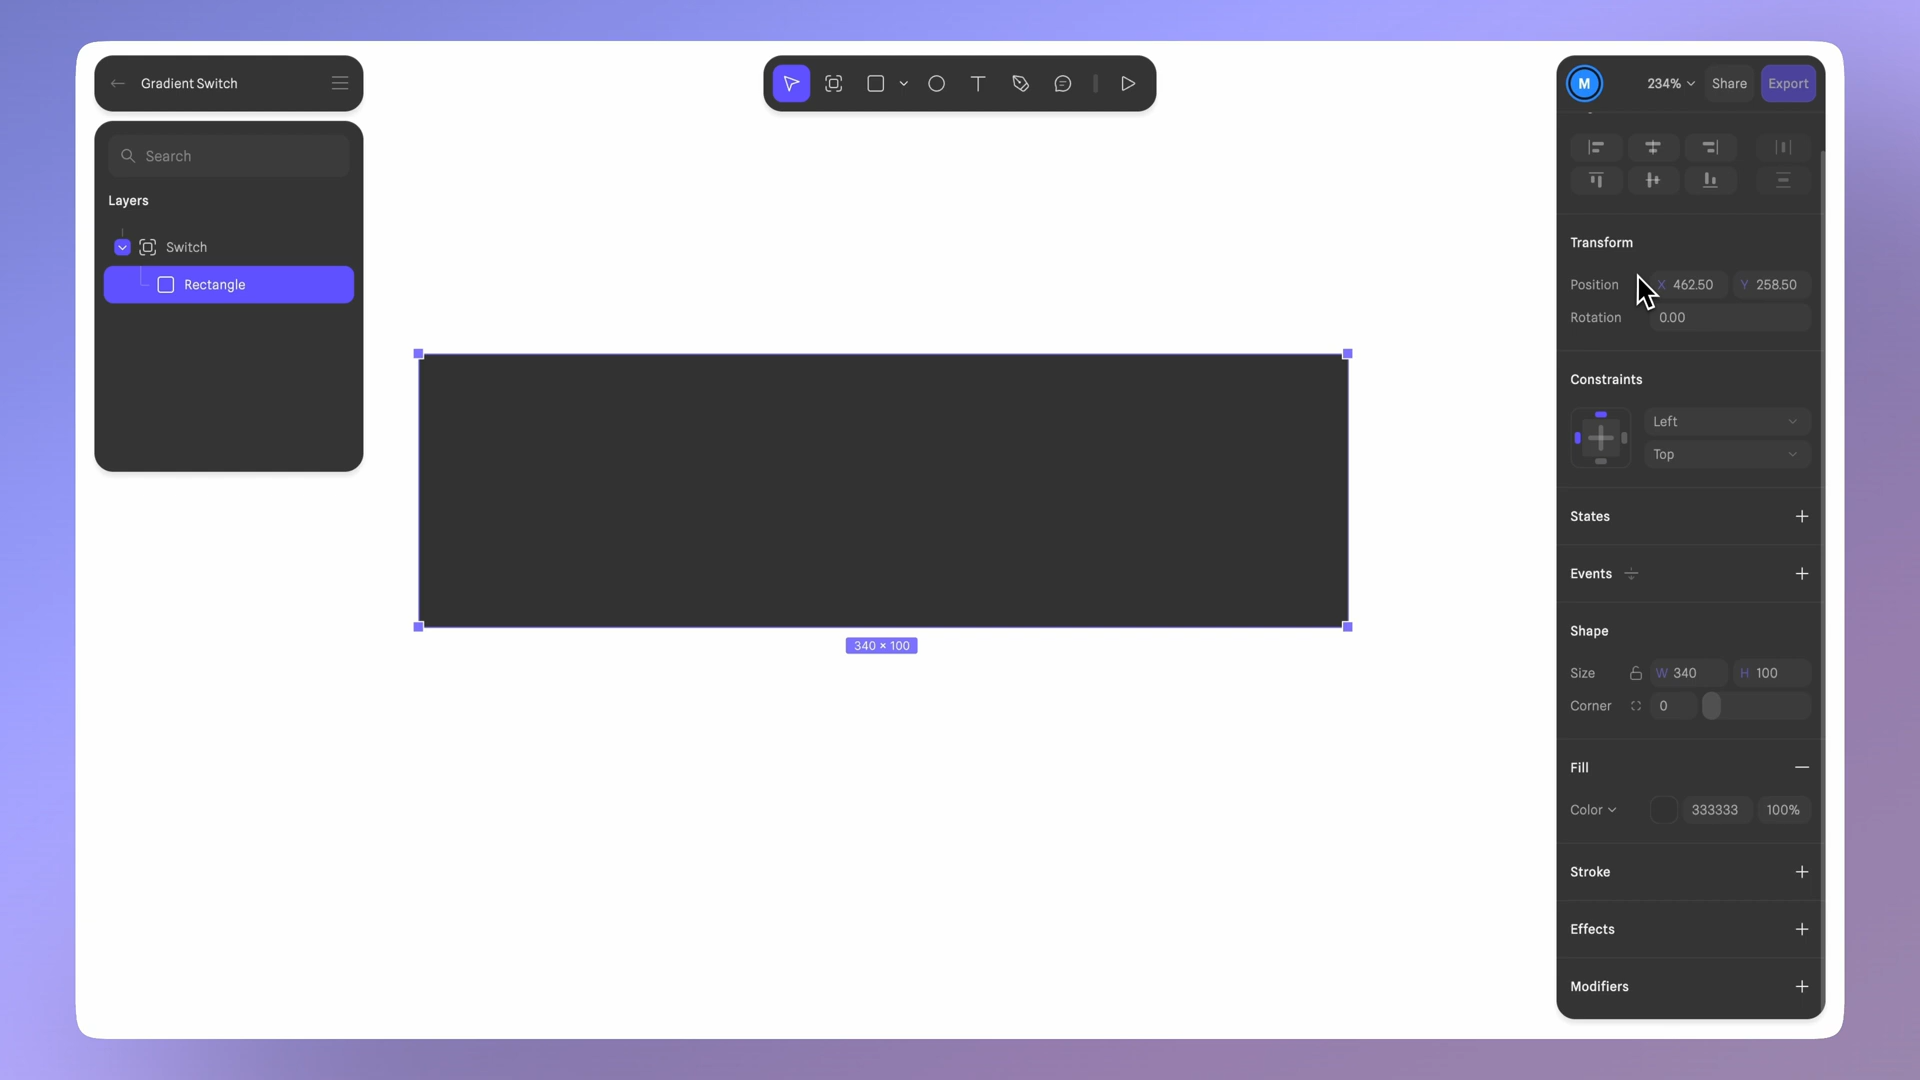 Gradient Switch
M
234%
Share
Export
Search
Layers
Switch
Rectangle
340 × 100
Transform
Position X 462.50 Y 258.50
Rotation 0.00
Constraints
Left
Top
States
Events
Shape
Size W 340 H 100
Corner 0
Fill
Color 333333 100%
Stroke
Effects
Modifiers